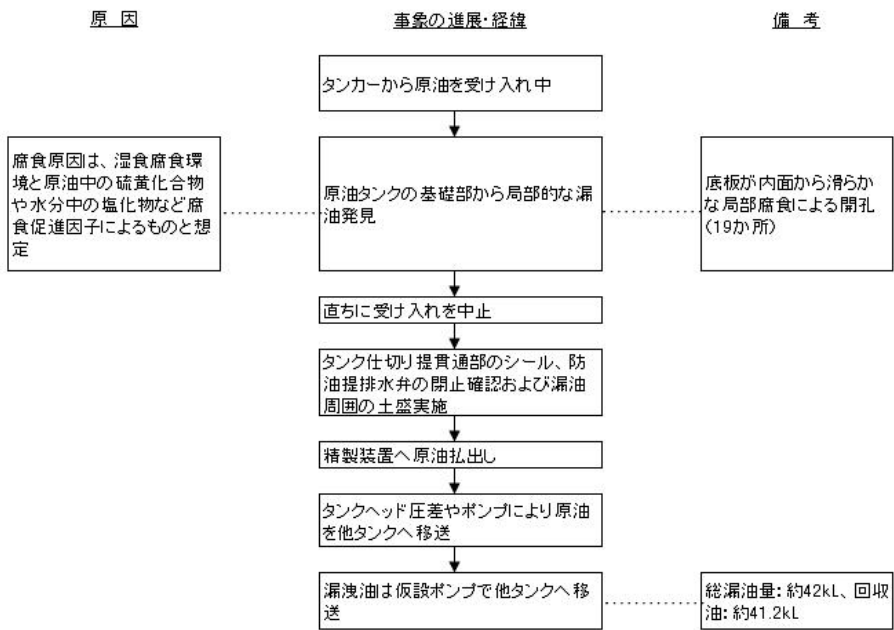 原 因
事象の進展・経緯
備 考
タンカーから原油を受け入れ中
腐食原因は、湿食腐食環
境と原油中の硫黄化合物
や水分中の塩化物など腐
食促進因子によるものと想
定
原油タンクの基礎部から局部的な漏
油発見
底板が内面から滑らか
な局部腐食による開孔
(19か所)
直ちに受け入れを中止
タンク仕切り提貫通部のシール、防
油提排水弁の閉止確認および漏油
周囲の土盛実施
精製装置へ原油払出し
タンクヘッド圧差やポンプにより原油
を他タンクへ移送
漏洩油は仮設ポンプで他タンクへ移
送
総漏油量：約42kL、回収
油：約41.2kL